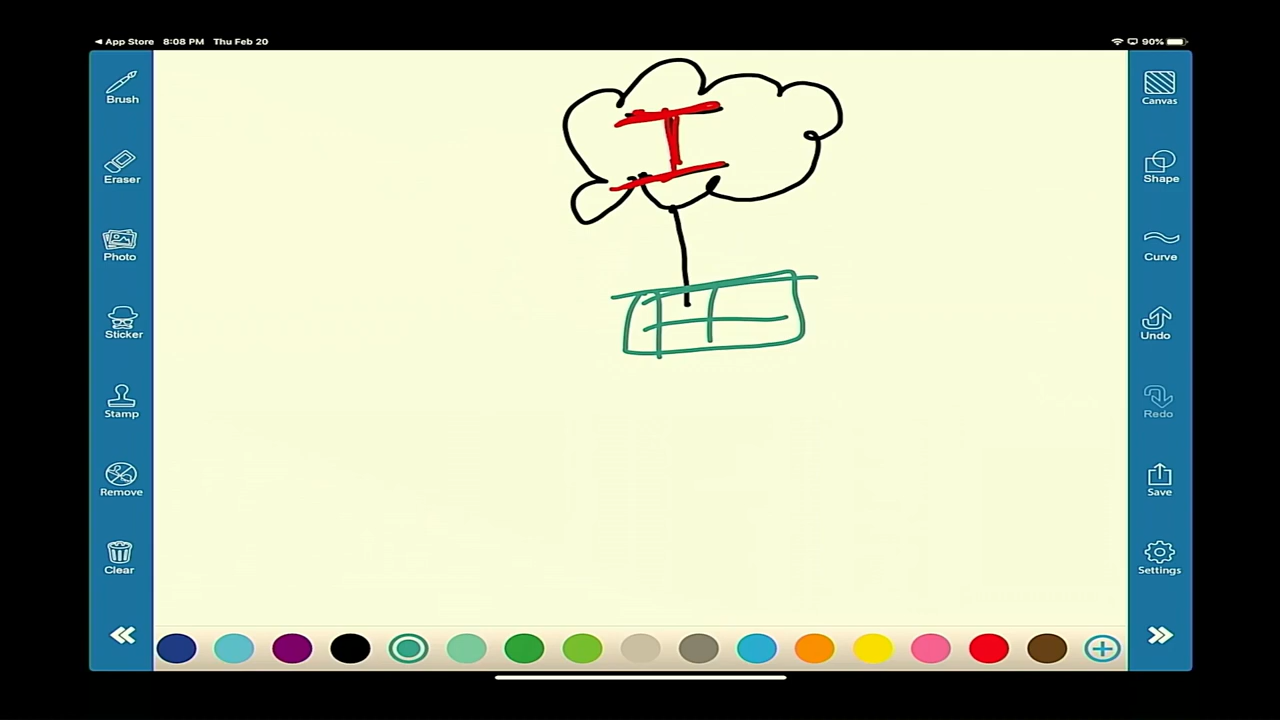 ◀ App Store 8:08 PM Thu Feb 20 90%
Brush
Canvas
I
Eraser
Shape
Photo
Curve
Sticker
Undo
Stamp
Redo
Remove
Save
Clear
Settings